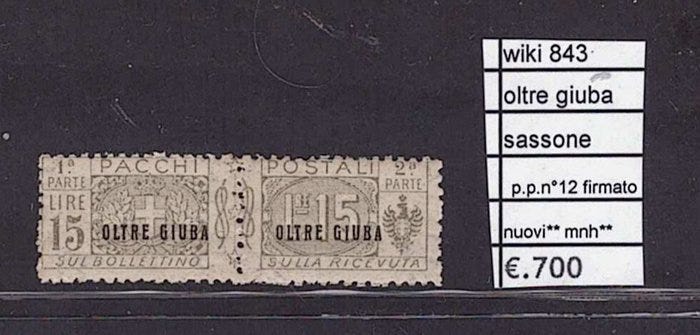 1ª PACCHI POSTALI 2ª
PARTE PARTE
LIRE
15 L. 15
OLTRE GIUBA OLTRE GIUBA
SUL BOLLETTINO SULLA RICEVUTA
wiki 843
oltre giuba
sassone
p.p.n°12 firmato
nuovi** mnh**
€.700